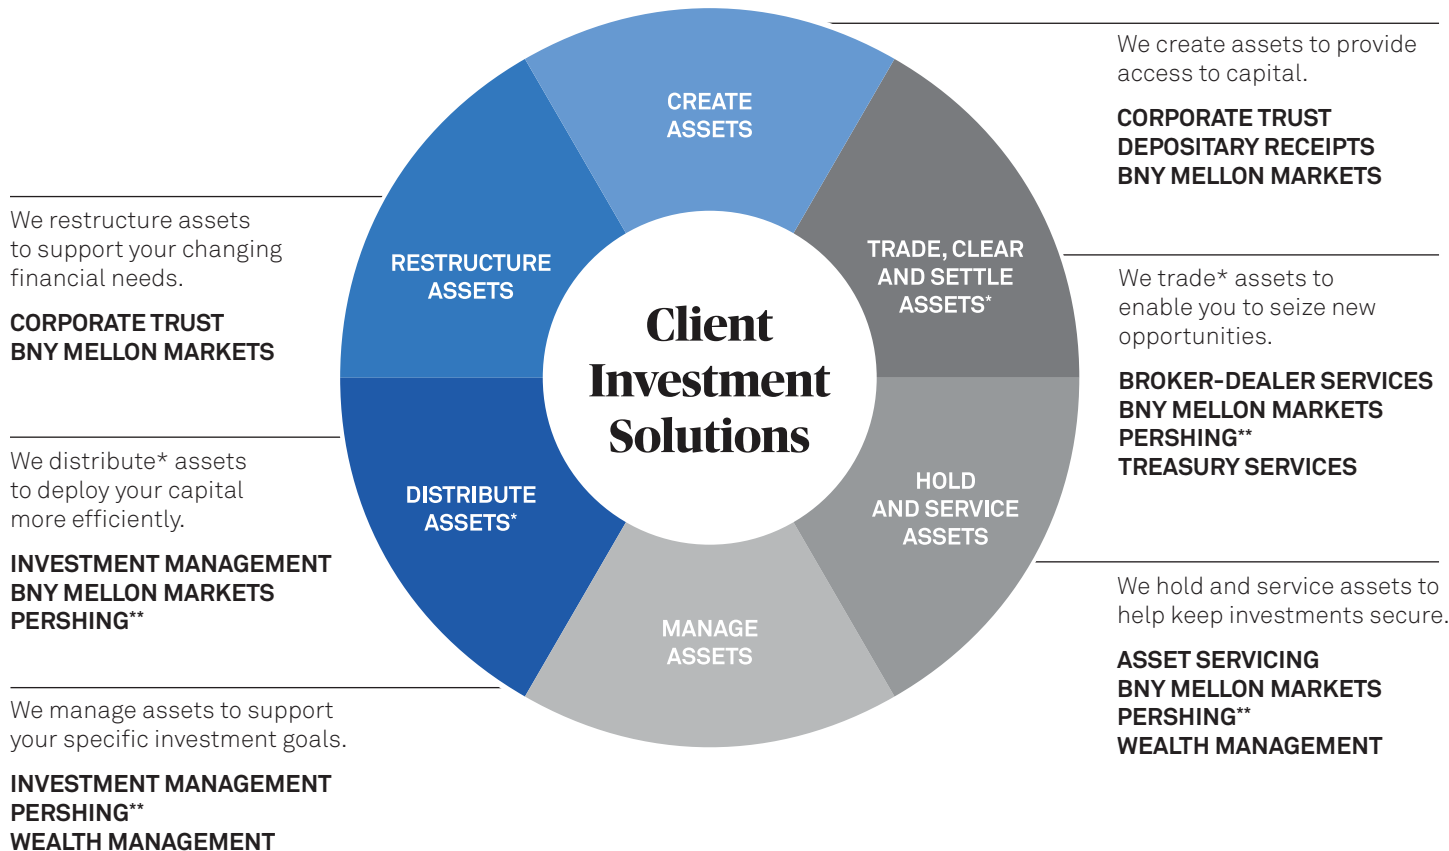 CREATE
ASSETS
TRADE, CLEAR
AND SETTLE
ASSETS*
HOLD
AND SERVICE
ASSETS
MANAGE
ASSETS
DISTRIBUTE
ASSETS*
RESTRUCTURE
ASSETS
Client
Investment
Solutions
We create assets to provide
access to capital.
CORPORATE TRUST
DEPOSITARY RECEIPTS
BNY MELLON MARKETS
We trade* assets to
enable you to seize new
opportunities.
BROKER-DEALER SERVICES
BNY MELLON MARKETS
PERSHING**
TREASURY SERVICES
We hold and service assets to
help keep investments secure.
ASSET SERVICING
BNY MELLON MARKETS
PERSHING**
WEALTH MANAGEMENT
We restructure assets
to support your changing
financial needs.
CORPORATE TRUST
BNY MELLON MARKETS
We distribute* assets
to deploy your capital
more efficiently.
INVESTMENT MANAGEMENT
BNY MELLON MARKETS
PERSHING**
We manage assets to support
your specific investment goals.
INVESTMENT MANAGEMENT
PERSHING**
WEALTH MANAGEMENT